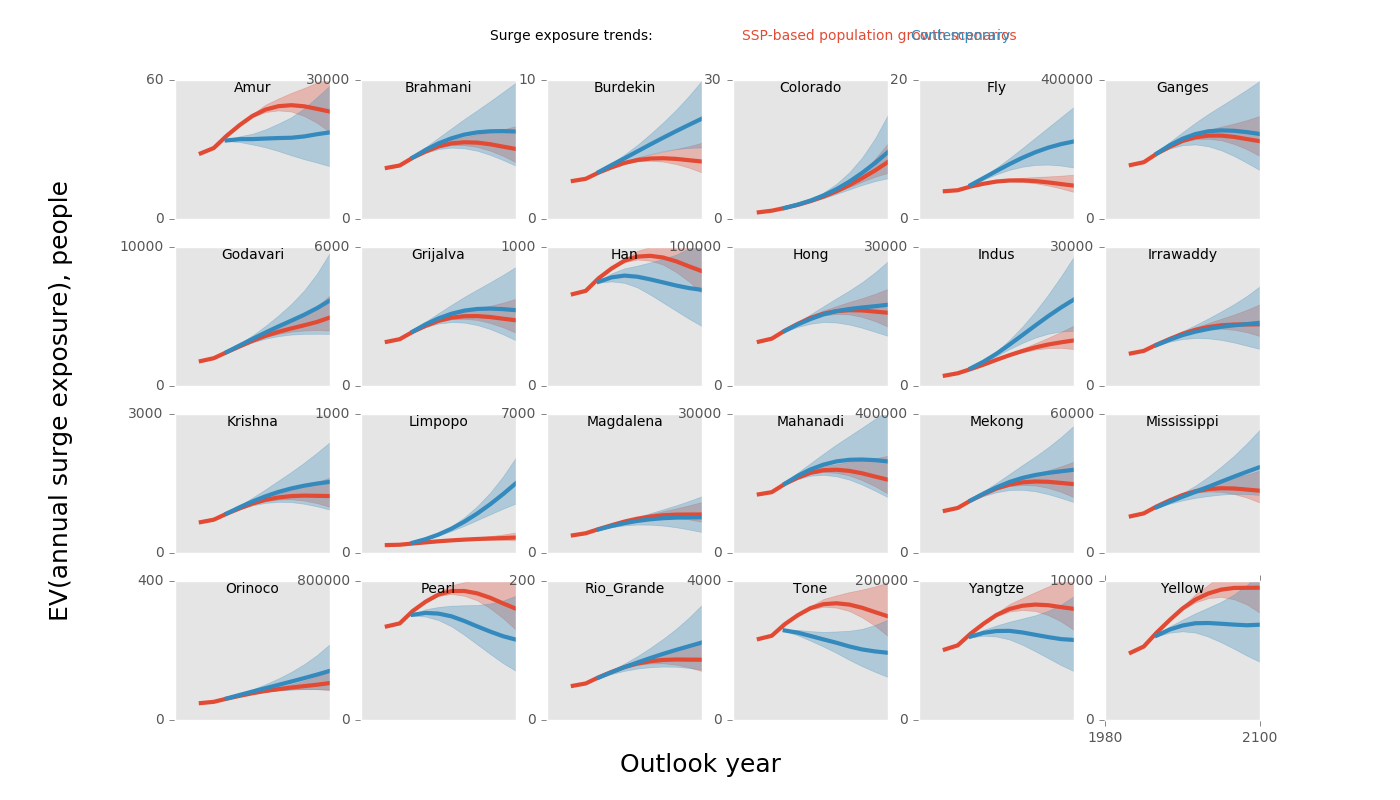 Surge exposure trends: SSP-based population growth scenarios Contemporary
60 30000 10 30 20 400000
Amur Brahmani Burdekin Colorado Fly Ganges
0 0 0 0 0 0
10000 6000 1000 100000 30000 30000
Godavari Grijalva Han Hong Indus Irrawaddy
0 0 0 0 0 0
3000 1000 7000 30000 400000 60000
Krishna Limpopo Magdalena Mahanadi Mekong Mississippi
0 0 0 0 0 0
400 800000 200 4000 200000 10000
Orinoco Pearl Rio_Grande Tone Yangtze Yellow
0 0 0 0 0 0
1980 2100
EV(annual surge exposure), people
Outlook year